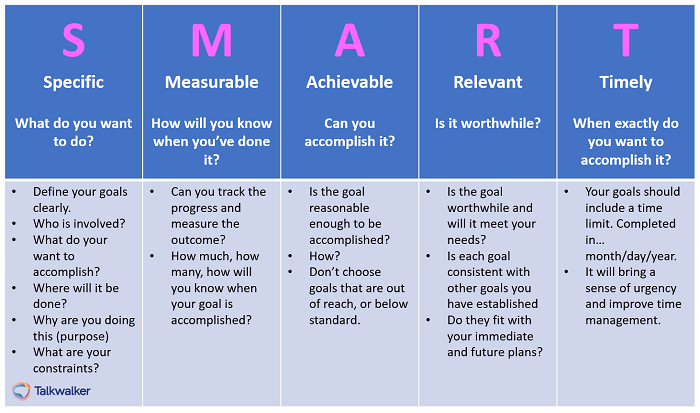 S
Specific
What do you want
to do?
M
Measurable
How will you know
when you've done
it?
A
Achievable
Can you
accomplish it?
R
Relevant
Is it worthwhile?
T
Timely
When exactly do
you want to
accomplish it?
• Define your goals
clearly.
• Who is involved?
• What do your
want to
accomplish?
• Where will it be
done?
• Why are you doing
this (purpose)
• What are your
constraints?
• Can you track the
progress and
measure the
outcome?
• How much, how
many, how will
you know when
your goal is
accomplished?
• Is the goal
reasonable
enough to be
accomplished?
• How?
• Don't choose
goals that are out
of reach, or below
standard.
• Is the goal
worthwhile and
will it meet your
needs?
• Is each goal
consistent with
other goals you
have established
• Do they fit with
your immediate
and future plans?
• Your goals should
include a time
limit. Completed
in...
month/day/year.
• It will bring a
sense of urgency
and improve time
management.
Talkwalker